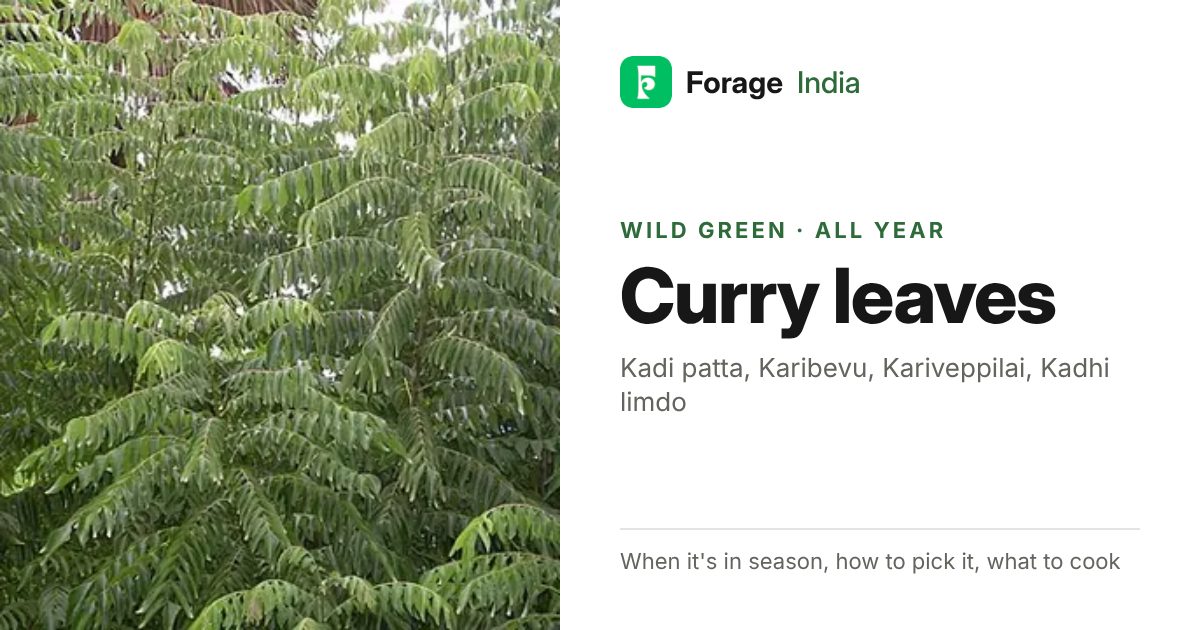 Forage India
WILD GREEN · ALL YEAR
Curry leaves
Kadi patta, Karibevu, Kariveppilai, Kadhi
limdo
When it's in season, how to pick it, what to cook